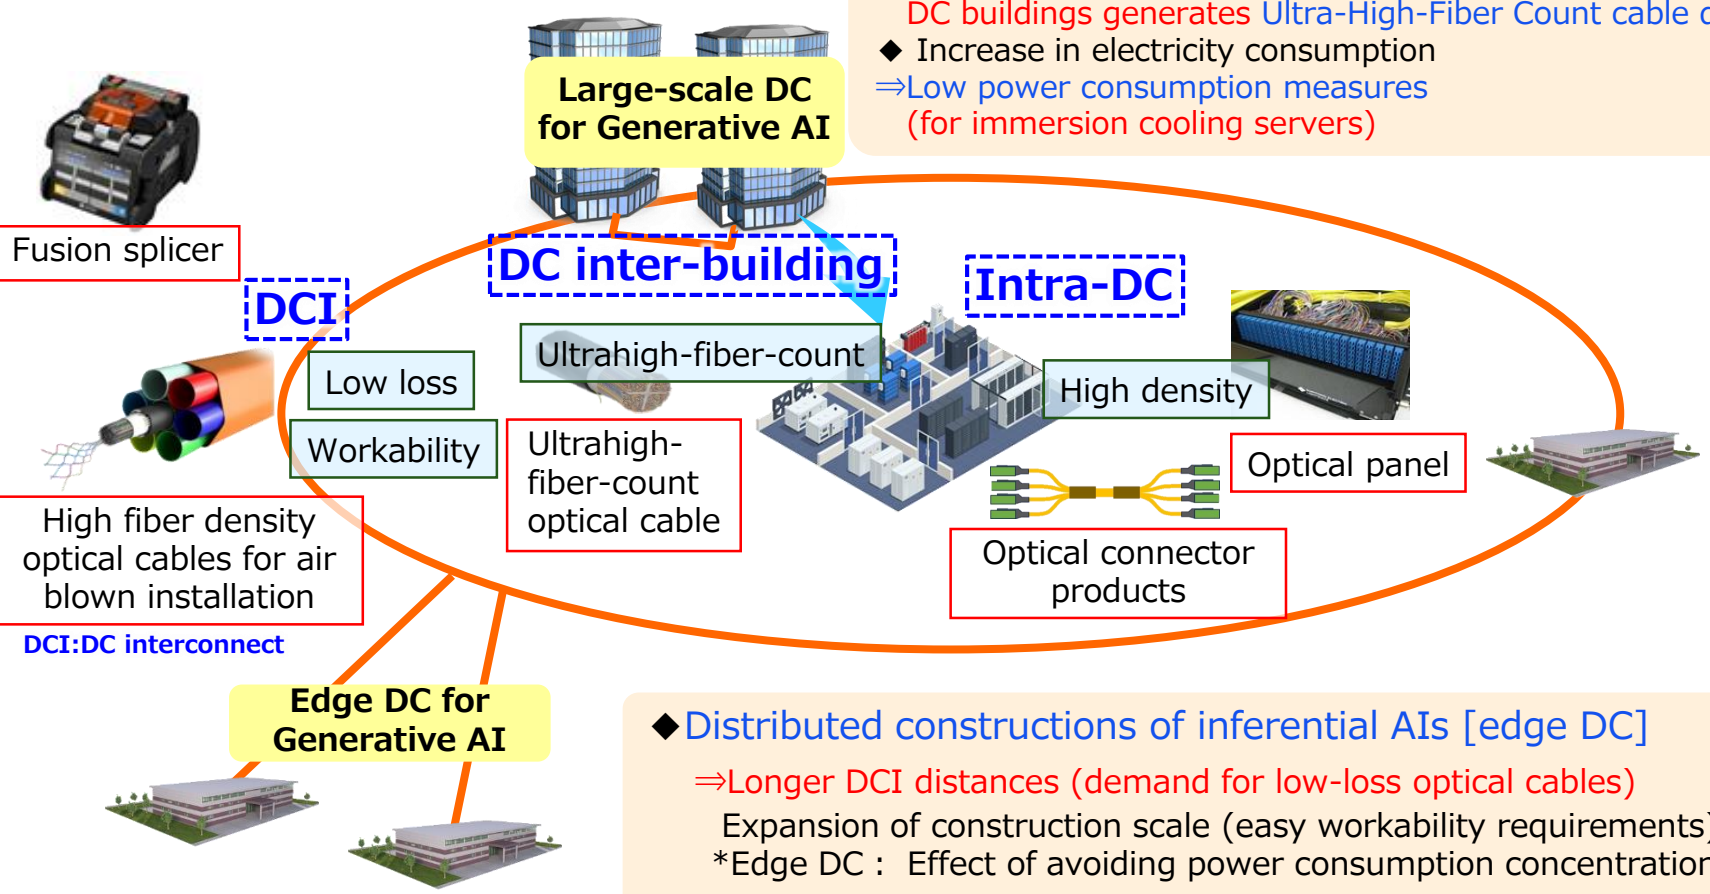 DC buildings generates Ultra-High-Fiber Count cable
◆ Increase in electricity consumption
⇒Low power consumption measures
(for immersion cooling servers)
Large-scale DC
for Generative AI
Fusion splicer
DC inter-building
Intra-DC
DCI
Ultrahigh-fiber-count
Low loss
High density
Workability
Ultrahigh-
fiber-count
optical cable
Optical panel
High fiber density
optical cables for air
blown installation
Optical connector
products
DCI:DC interconnect
Edge DC for
Generative AI
◆Distributed constructions of inferential AIs [edge DC]
⇒Longer DCI distances (demand for low-loss optical cables)
Expansion of construction scale (easy workability requirements)
*Edge DC : Effect of avoiding power consumption concentration